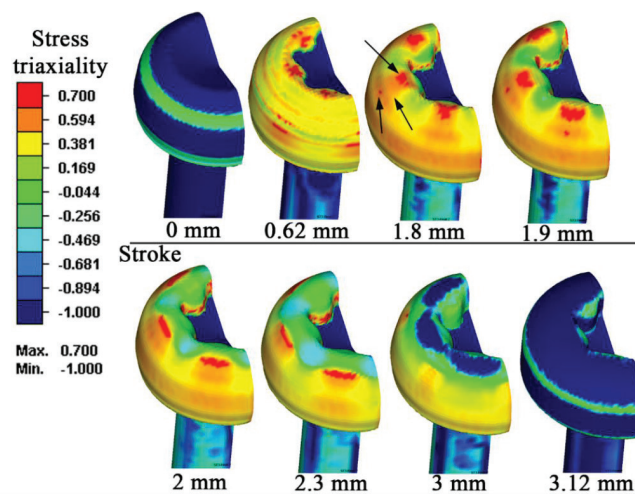 Stress
triaxiality
0.700
0.594
0.381
0.169
-0.044
-0.256
-0.469
-0.681
-0.894
-1.000
Max. 0.700
Min. -1.000
0 mm
0.62 mm
1.8 mm
1.9 mm
Stroke
2 mm
2.3 mm
3 mm
3.12 mm